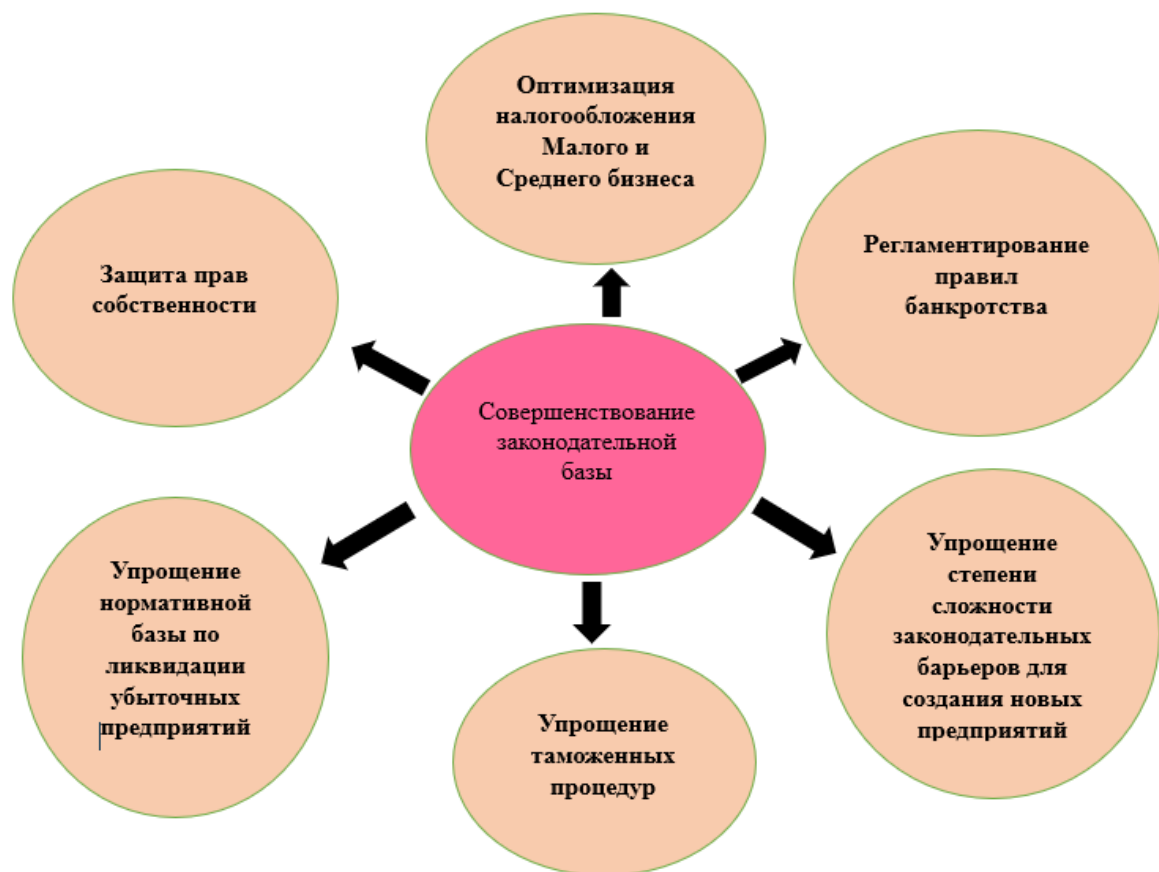 Оптимизация
налогообложения
Малого и
Среднего бизнеса
Защита прав
собственности
Регламентирование
правил
банкротства
Совершенствование
законодательной
базы
Упрощение
нормативной
базы по
ликвидации
убыточных
предприятий
Упрощение
степени
сложности
законодательных
барьеров для
создания новых
предприятий
Упрощение
таможенных
процедур